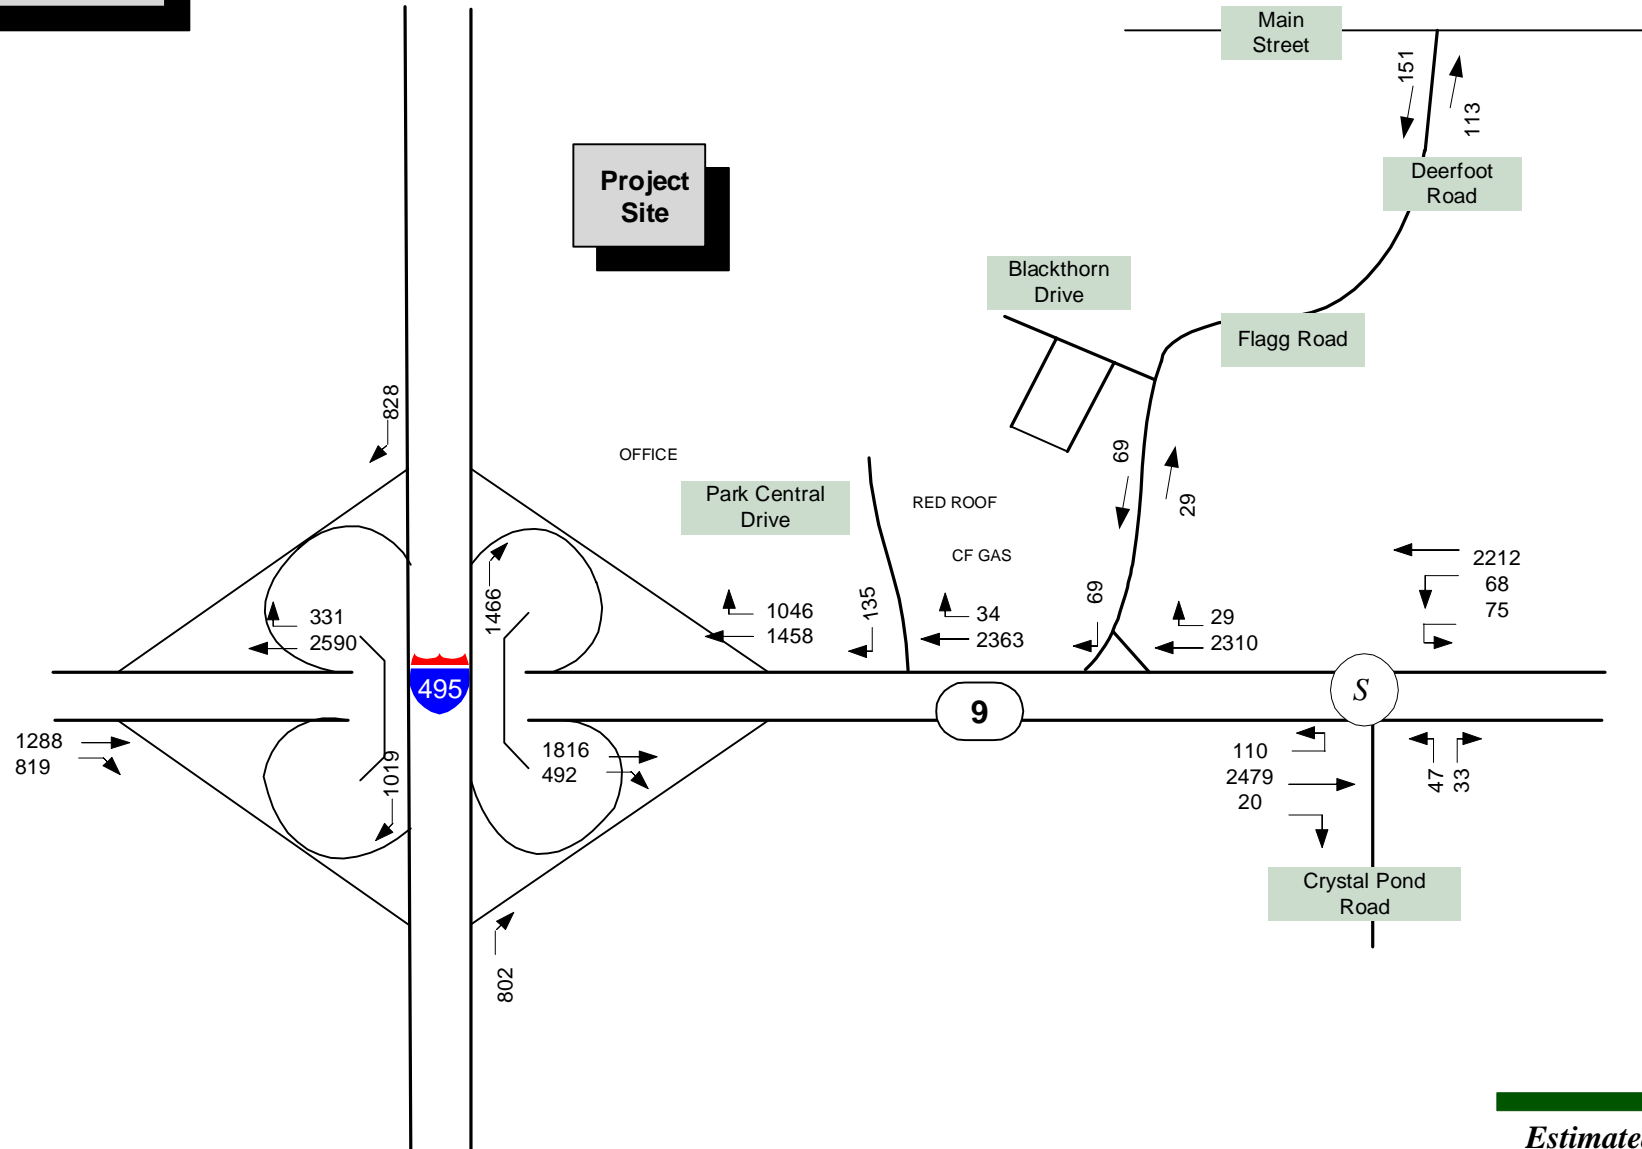 Main
Street
151
113
Deerfoot
Road
Project
Site
Blackthorn
Drive
Flagg Road
828
OFFICE
Park Central
Drive
RED ROOF
CF GAS
69
29
2212
68
75
331
2590
1466
1046
1458
135
34
2363
69
29
2310
495
9
S
1288
819
1019
1816
492
110
2479
20
47
33
Crystal Pond
Road
802
Estimated